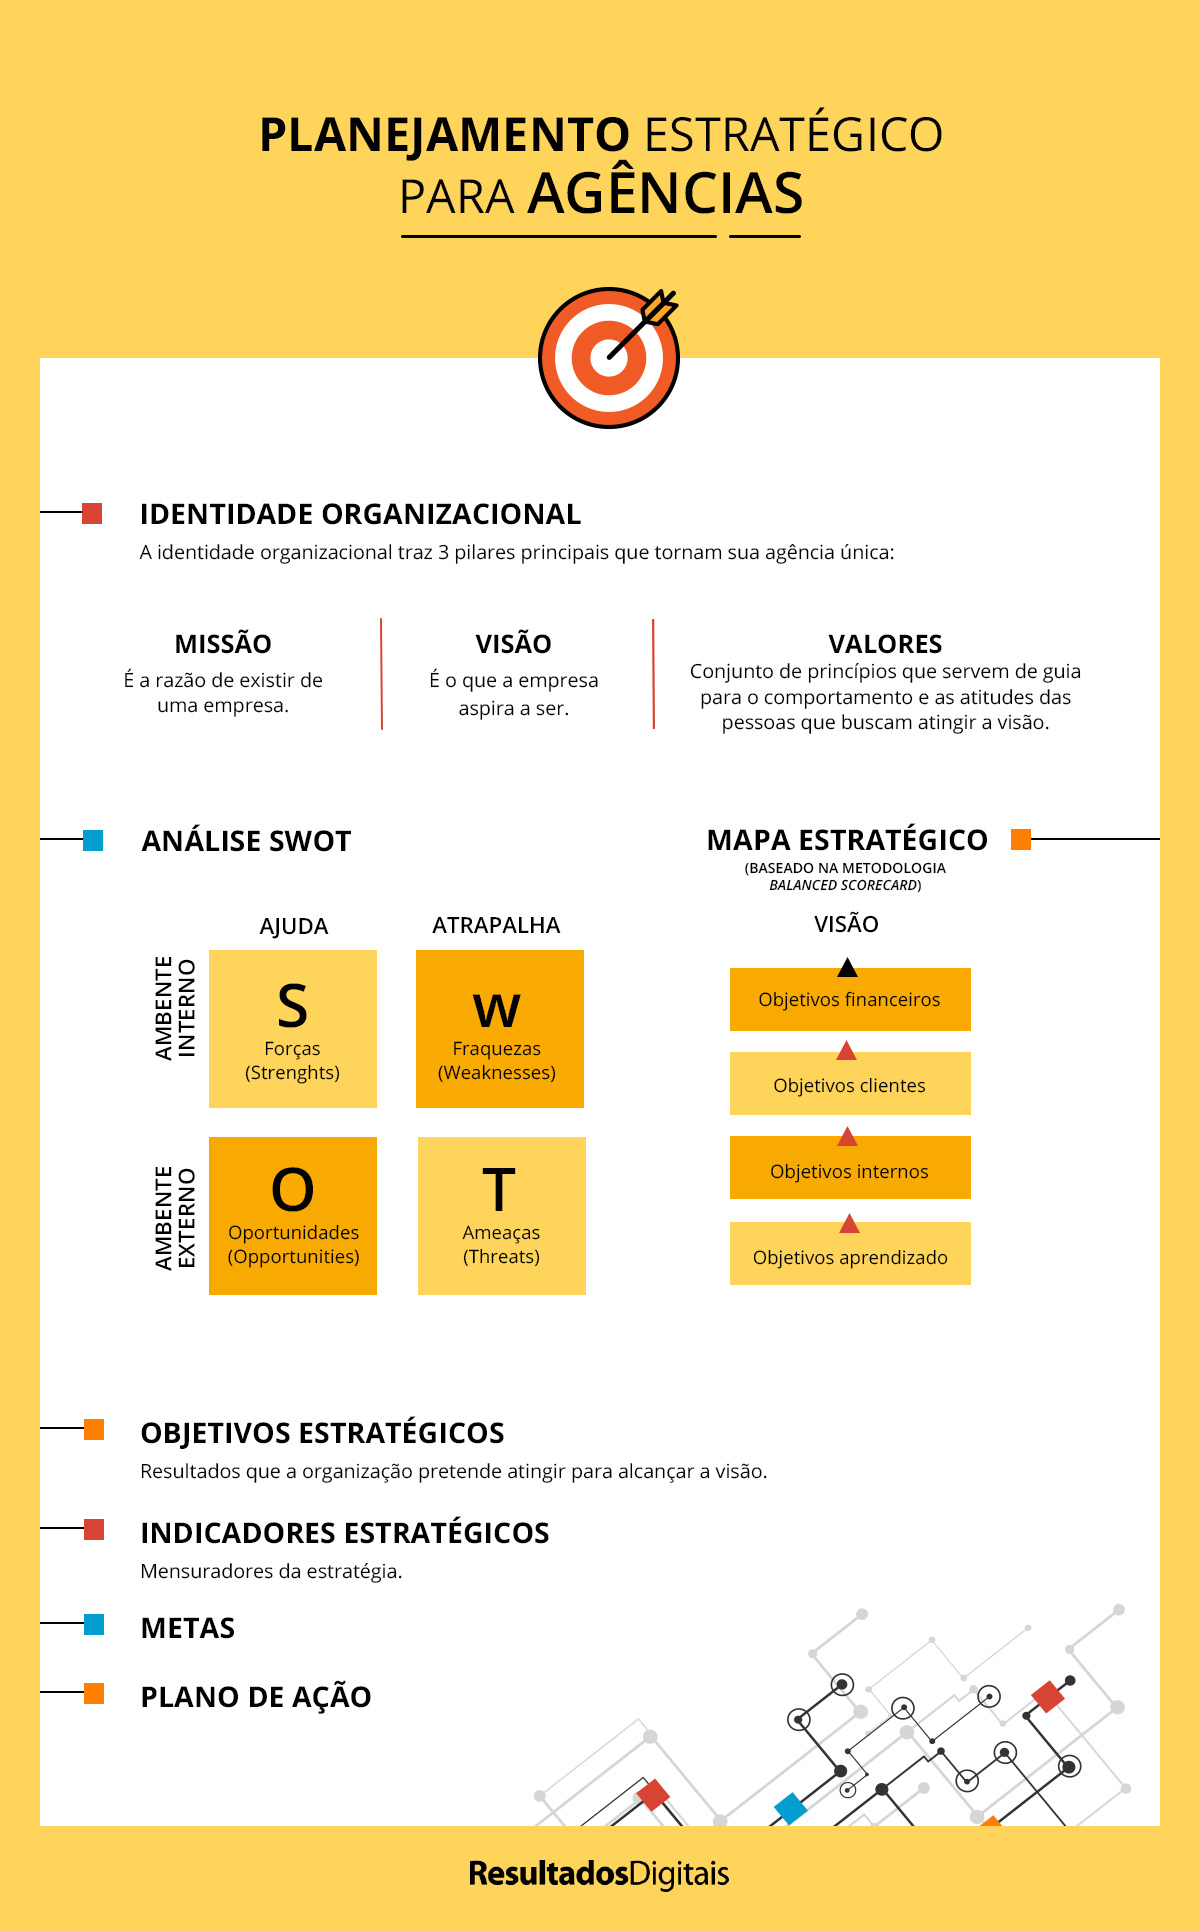 PLANEJAMENTO ESTRATÉGICO
PARA AGÊNCIAS
IDENTIDADE ORGANIZACIONAL
A identidade organizacional traz 3 pilares principais que tornam sua agência única:
MISSÃO
É a razão de existir de
uma empresa.
VISÃO
É o que a empresa
aspira a ser.
VALORES
Conjunto de princípios que servem de guia
para o comportamento e as atitudes das
pessoas que buscam atingir a visão.
ANÁLISE SWOT
AJUDA
ATRAPALHA
AMBENTE
INTERNO
S
Forças
(Strenghts)
W
Fraquezas
(Weaknesses)
AMBENTE
EXTERNO
O
Oportunidades
(Opportunities)
T
Ameaças
(Threats)
MAPA ESTRATÉGICO
(BASEADO NA METODOLOGIA
BALANCED SCORECARD)
VISÃO
Objetivos financeiros
Objetivos clientes
Objetivos internos
Objetivos aprendizado
OBJETIVOS ESTRATÉGICOS
Resultados que a organização pretende atingir para alcançar a visão.
INDICADORES ESTRATÉGICOS
Mensuradores da estratégia.
METAS
PLANO DE AÇÃO
ResultadosDigitais